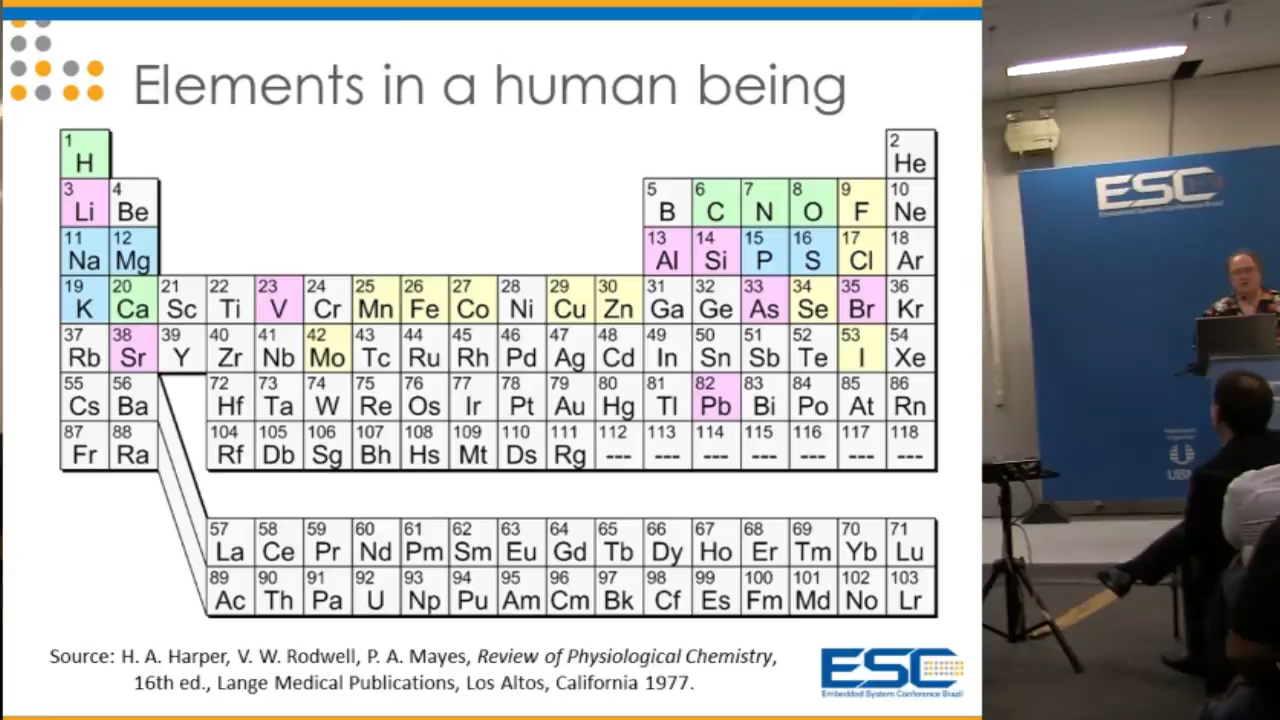 Elements in a human being
1 2
H He
3 4 5 6 7 8 9 10
Li Be B C N O F Ne
11 12 13 14 15 16 17 18
Na Mg Al Si P S Cl Ar
19 20 21 22 23 24 25 26 27 28 29 30 31 32 33 34 35 36
K Ca Sc Ti V Cr Mn Fe Co Ni Cu Zn Ga Ge As Se Br Kr
37 38 39 40 41 42 43 44 45 46 47 48 49 50 51 52 53 54
Rb Sr Y Zr Nb Mo Tc Ru Rh Pd Ag Cd In Sn Sb Te I Xe
55 56 72 73 74 75 76 77 78 79 80 81 82 83 84 85 86
Cs Ba Hf Ta W Re Os Ir Pt Au Hg Tl Pb Bi Po At Rn
87 88 104 105 106 107 108 109 110 111 112 113 114 115 116 117 118
Fr Ra Rf Db Sg Bh Hs Mt Ds Rg --- --- --- --- --- --- ---
57 58 59 60 61 62 63 64 65 66 67 68 69 70 71
La Ce Pr Nd Pm Sm Eu Gd Tb Dy Ho Er Tm Yb Lu
89 90 91 92 93 94 95 96 97 98 99 100 101 102 103
Ac Th Pa U Np Pu Am Cm Bk Cf Es Fm Md No Lr
Source: H. A. Harper, V. W. Rodwell, P. A. Mayes, Review of Physiological Chemistry,
16th ed., Lange Medical Publications, Los Altos, California 1977.
ESC
Embedded System Conference Brazil
ESC
Embedded System Conference Brazil
UBM